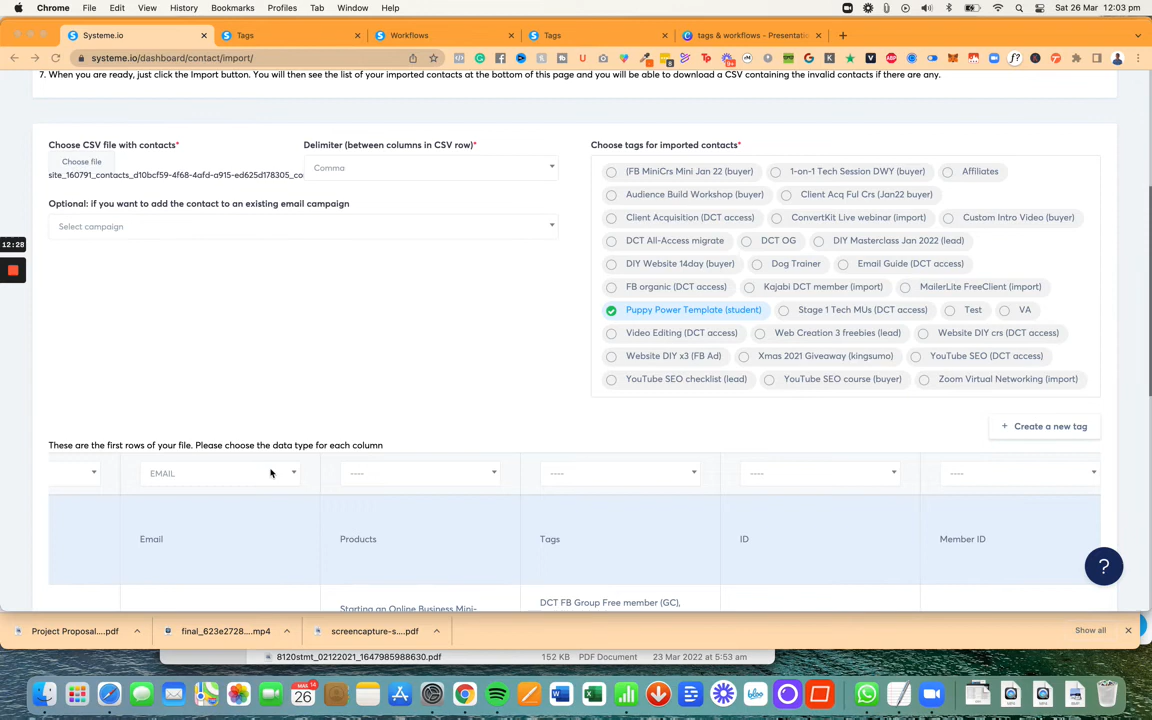 Chrome File Edit View History Bookmarks Profiles Tab Window Help Sat 26 Mar 12:03 pm
Systeme.io Tags Workflows Tags tags & workflows - Presentatio
systeme.io/dashboard/contact/import/
7. When you are ready, just click the Import button. You will then see the list of your imported contacts at the bottom of this page and you will be able to download a CSV containing the invalid contacts if there are any.
Choose CSV file with contacts*
Choose file
site_160791_contacts_d10bcf59-4f68-4afd-a915-ed625d178305_co
Delimiter (between columns in CSV row)*
Comma
Optional: if you want to add the contact to an existing email campaign
Select campaign
12:28
Choose tags for imported contacts*
(FB MiniCrs Mini Jan 22 (buyer) 1-on-1 Tech Session DWY (buyer) Affiliates
Audience Build Workshop (buyer) Client Acq Ful Crs (Jan22 buyer)
Client Acquisition (DCT access) ConvertKit Live webinar (import) Custom Intro Video (buyer)
DCT All-Access migrate DCT OG DIY Masterclass Jan 2022 (lead)
DIY Website 14day (buyer) Dog Trainer Email Guide (DCT access)
FB organic (DCT access) Kajabi DCT member (import) MailerLite FreeClient (import)
Puppy Power Template (student) Stage 1 Tech MUs (DCT access) Test VA
Video Editing (DCT access) Web Creation 3 freebies (lead) Website DIY crs (DCT access)
Website DIY x3 (FB Ad) Xmas 2021 Giveaway (kingsumo) YouTube SEO (DCT access)
YouTube SEO checklist (lead) YouTube SEO course (buyer) Zoom Virtual Networking (import)
+ Create a new tag
These are the first rows of your file. Please choose the data type for each column
EMAIL ---- ---- ---- ----
Email Products Tags ID Member ID
Starting an Online Business Mini-
DCT FB Group Free member (GC),
?
Project Proposal....pdf final_623e2728....mp4 screencapture-s....pdf Show all
8120stmt_02122021_1647985988630.pdf 152 KB PDF Document 23 Mar 2022 at 5:53 am